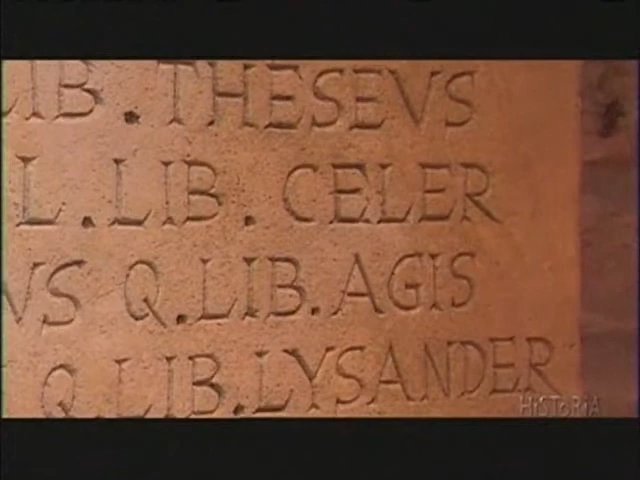 LIB. THESEVS
L. LIB. CELER
VS Q. LIB. AGIS
Q. LIB. LYSANDER
HISTORIA